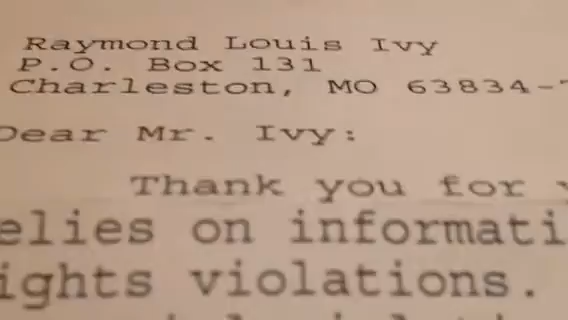 Raymond Louis Ivy
P.O. Box 131
Charleston, MO 63834-
Dear Mr. Ivy:
Thank you for
elies on informati
ights violations.